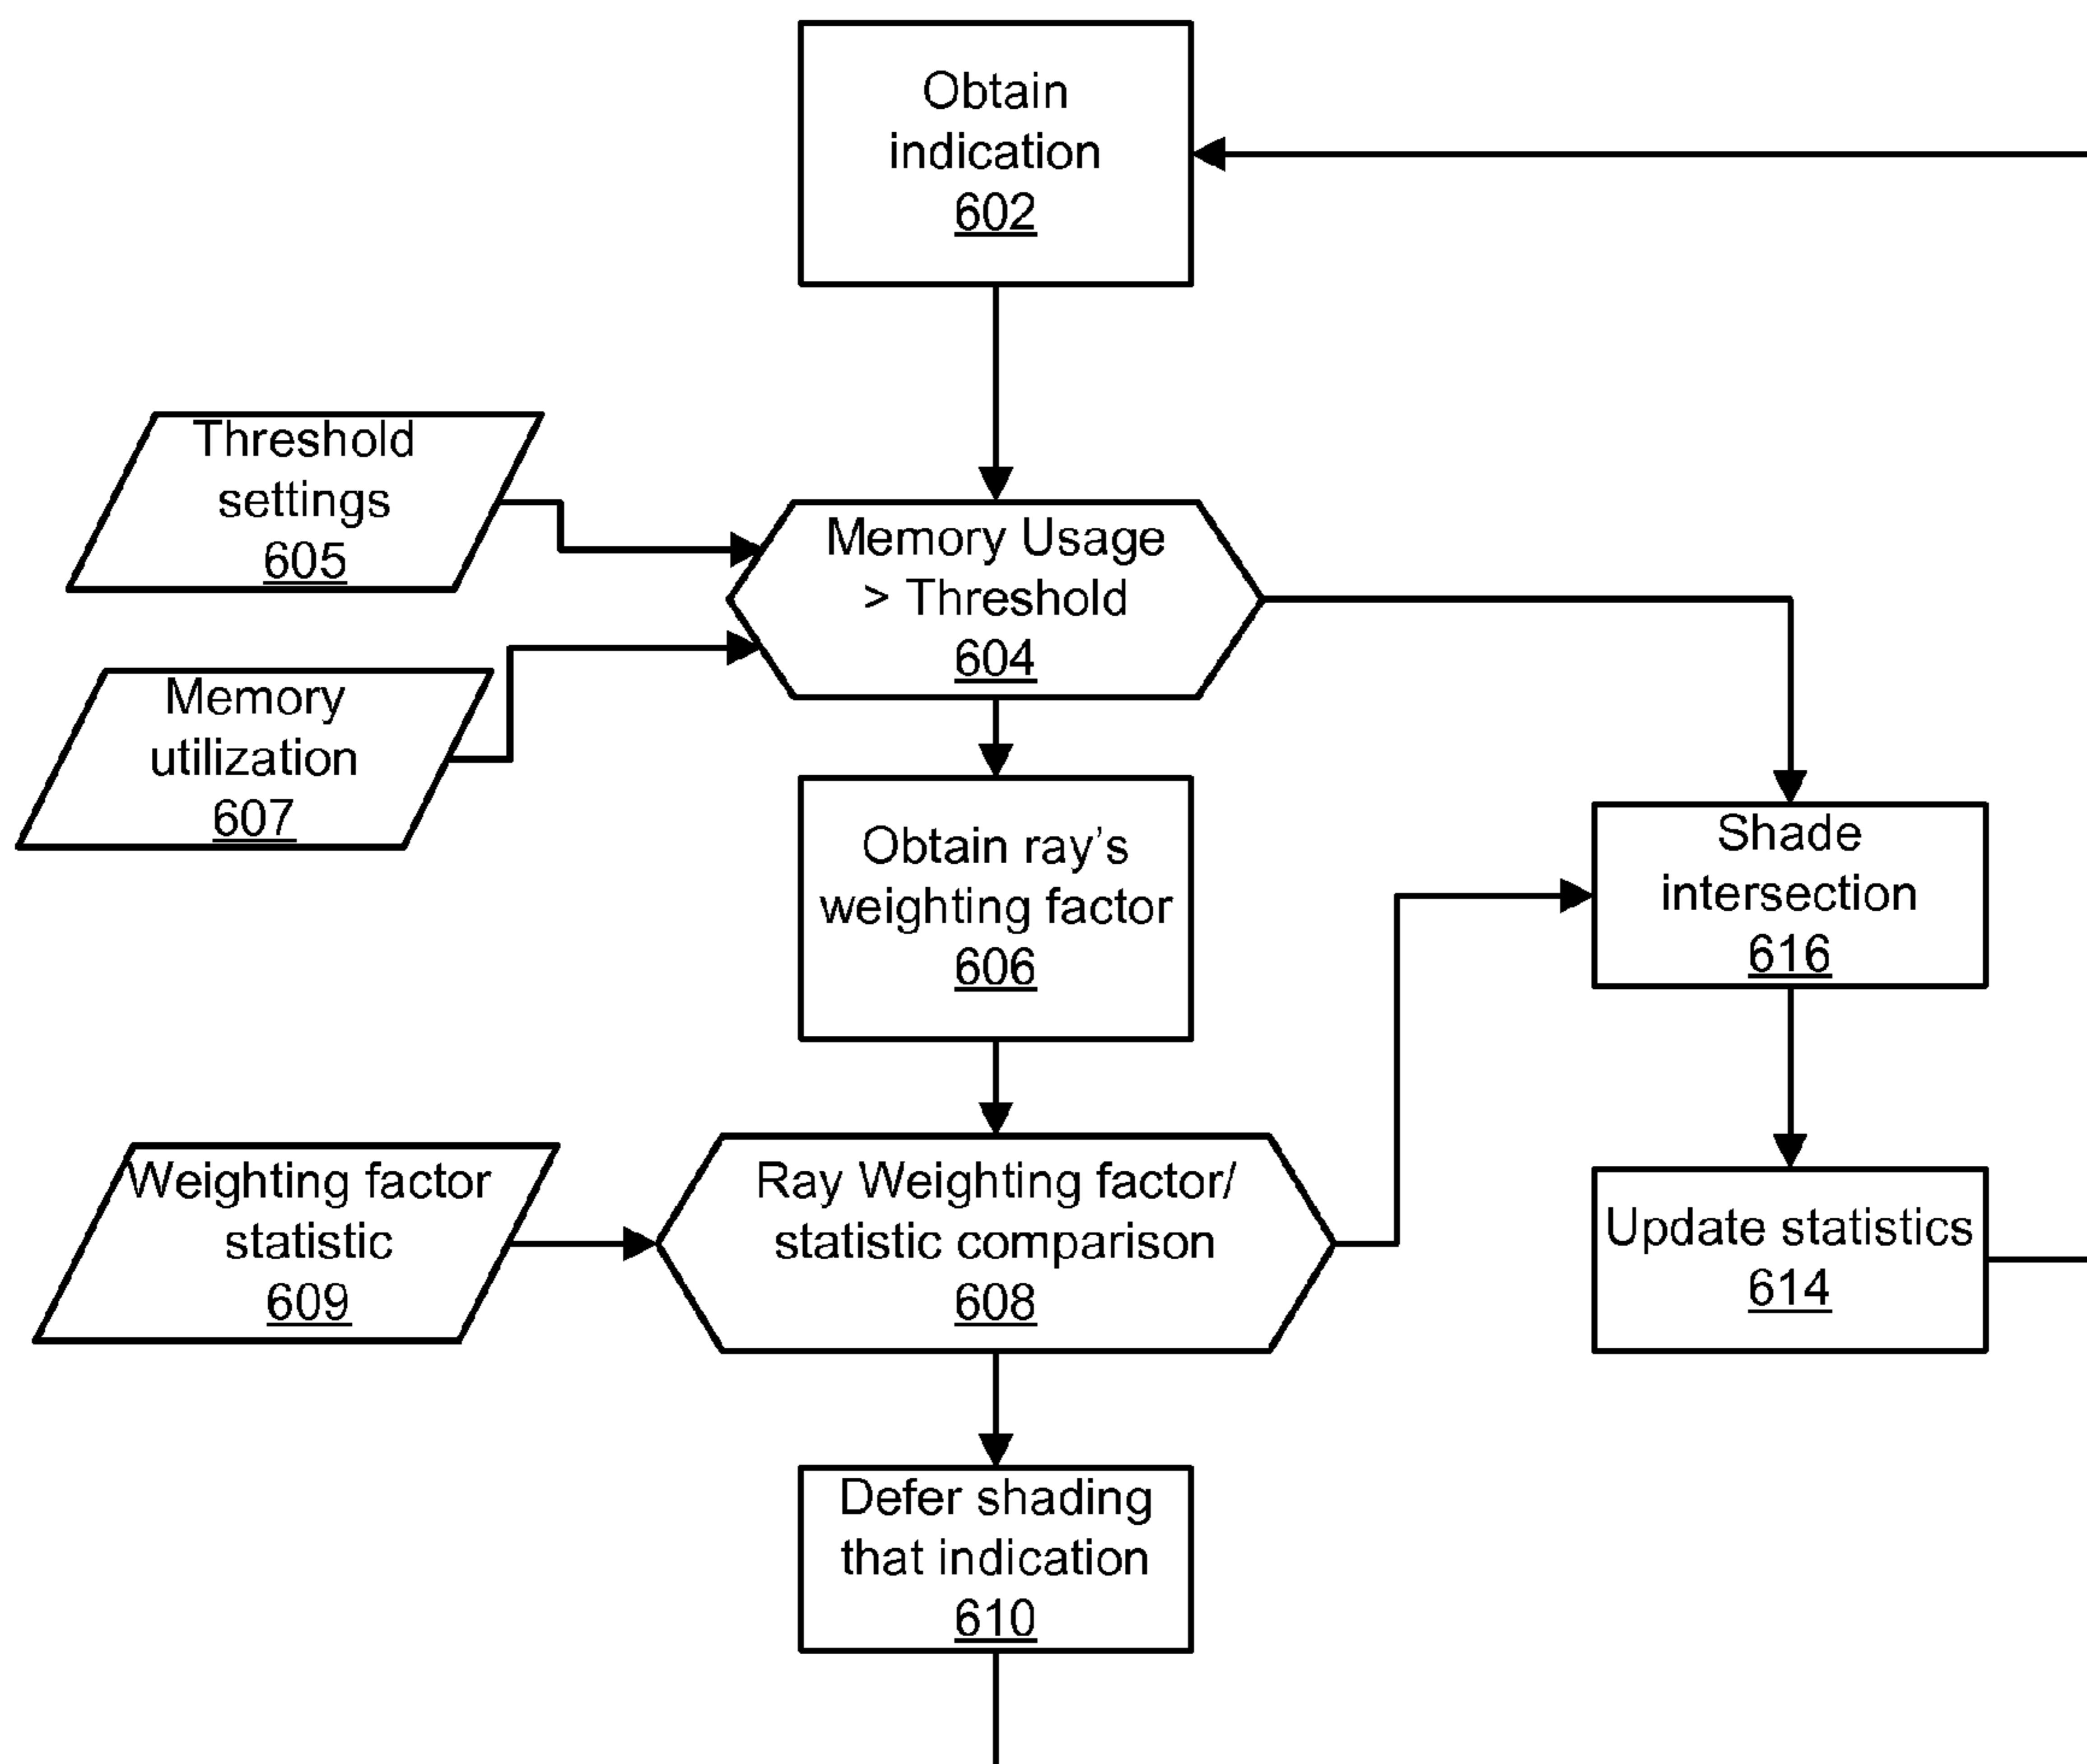 Obtain
indication
602
Threshold
settings
605
Memory Usage
> Threshold
604
Memory
utilization
607
Obtain ray’s
weighting factor
606
Shade
intersection
616
Weighting factor
statistic
609
Ray Weighting factor/
statistic comparison
608
Update statistics
614
Defer shading
that indication
610